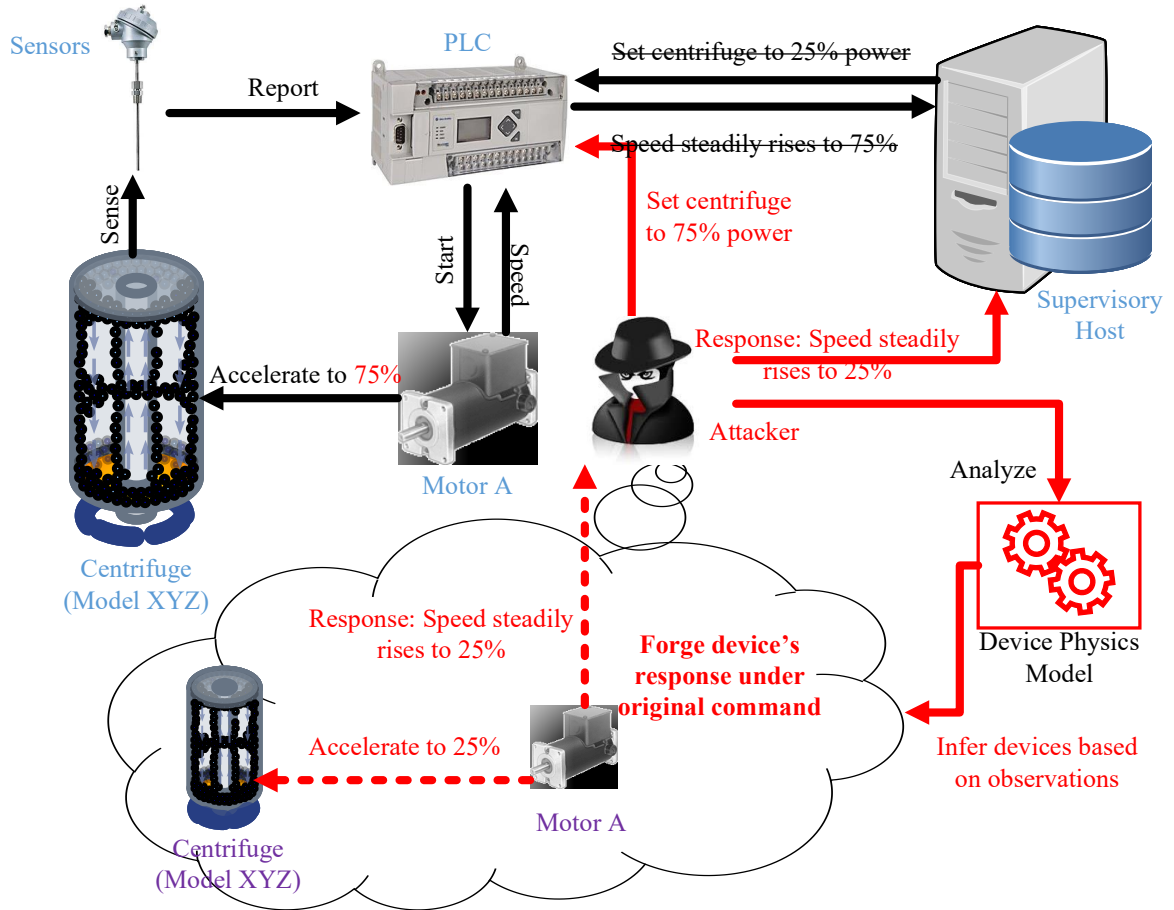 Sensors
PLC
Set centrifuge to 25% power
Report
Speed steadily rises to 75%
Set centrifuge
to 75% power
Sense
Start
Speed
Supervisory
Host
Response: Speed steadily
rises to 25%
Accelerate to 75%
Attacker
Motor A
Analyze
Centrifuge
(Model XYZ)
Device Physics
Model
Response: Speed steadily
rises to 25%
Forge device's
response under
original command
Accelerate to 25%
Infer devices based
on observations
Motor A
Centrifuge
(Model XYZ)